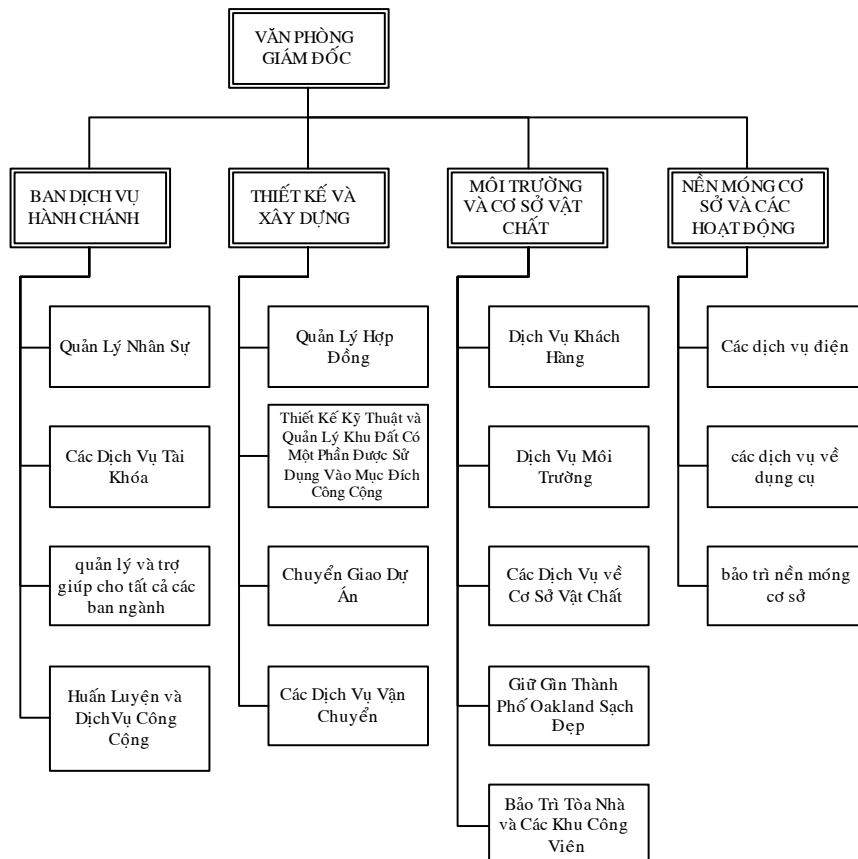 VĂN PHÒNG
GIÁM ĐỐC
BAN DỊCH VỤ
HÀNH CHÁNH
THIẾT KẾ VÀ
XÂY DỰNG
MÔI TRƯỜNG
VÀ CƠ SỞ VẬT
CHẤT
NỀN MÓNG CƠ
SỞ VÀ CÁC
HOẠT ĐỘNG
Quản Lý Nhân Sự
Các Dịch Vụ Tài
Khóa
quản lý và trợ
giúp cho tất cả các
ban ngành
Huấn Luyện và
DịchVụ Công
Cộng
Quản Lý Hợp
Đồng
Thiết Kế Kỹ Thuật và
Quản Lý Khu Đất Có
Một Phần Được Sử
Dụng Vào Mục Đích
Công Cộng
Chuyển Giao Dự
Án
Các Dịch Vụ Vận
Chuyển
Dịch Vụ Khách
Hàng
Dịch Vụ Môi
Trường
Các Dịch Vụ về
Cơ Sở Vật Chất
Giữ Gìn Thành
Phố Oakland Sạch
Đẹp
Bảo Trì Tòa Nhà
và Các Khu Công
Viên
Các dịch vụ điện
các dịch vụ về
dụng cụ
bảo trì nền móng
cơ sở